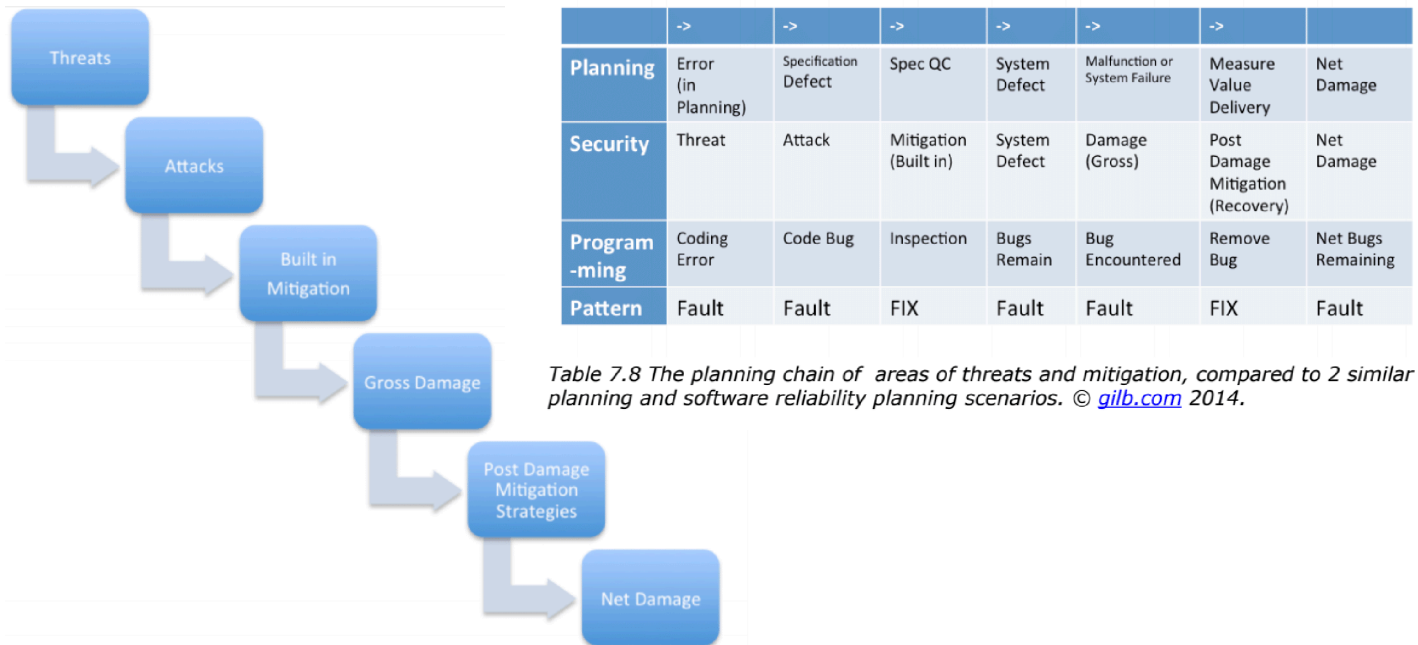 Threats
Attacks
Built in
Mitigation
Gross Damage
Post Damage
Mitigation
Strategies
Net Damage
-> -> -> -> -> ->
Planning Error (in Planning) Specification Defect Spec QC System Defect Malfunction or System Failure Measure Value Delivery Net Damage
Security Threat Attack Mitigation (Built in) System Defect Damage (Gross) Post Damage Mitigation (Recovery) Net Damage
Program-ming Coding Error Code Bug Inspection Bugs Remain Bug Encountered Remove Bug Net Bugs Remaining
Pattern Fault Fault FIX Fault Fault FIX Fault
Table 7.8 The planning chain of areas of threats and mitigation, compared to 2 similar
planning and software reliability planning scenarios. © gilb.com 2014.